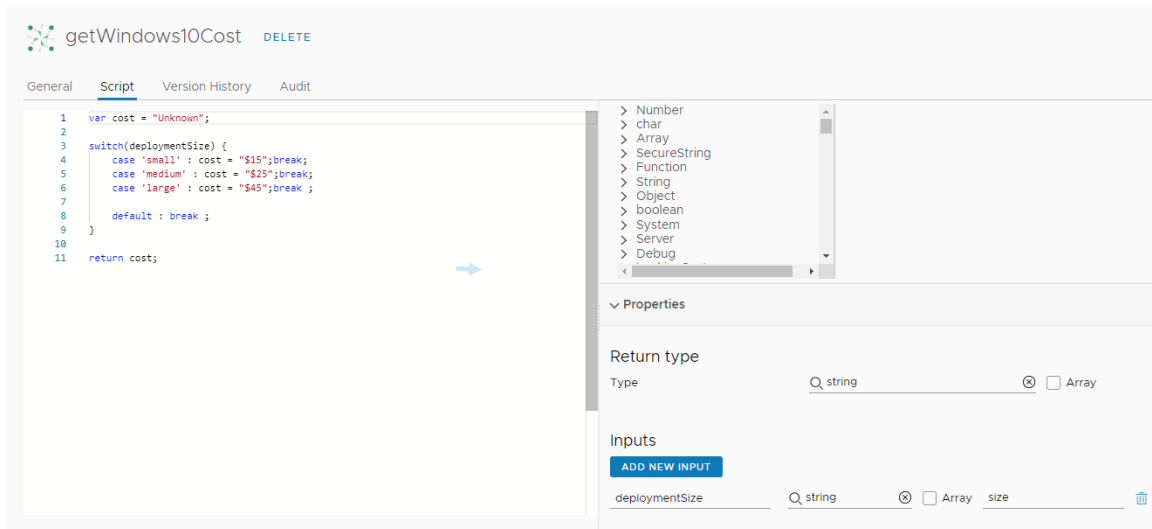 getWindows10Cost DELETE
General Script Version History Audit
1 var cost = "Unknown";
2
3 switch(deploymentSize) {
4 case 'small' : cost = "$15";break;
5 case 'medium' : cost = "$25";break;
6 case 'large' : cost = "$45";break ;
7
8 default : break ;
9 }
10
11 return cost;
Number
char
Array
SecureString
Function
String
Object
boolean
System
Server
Debug
Properties
Return type
Type string Array
Inputs
ADD NEW INPUT
deploymentSize string Array size